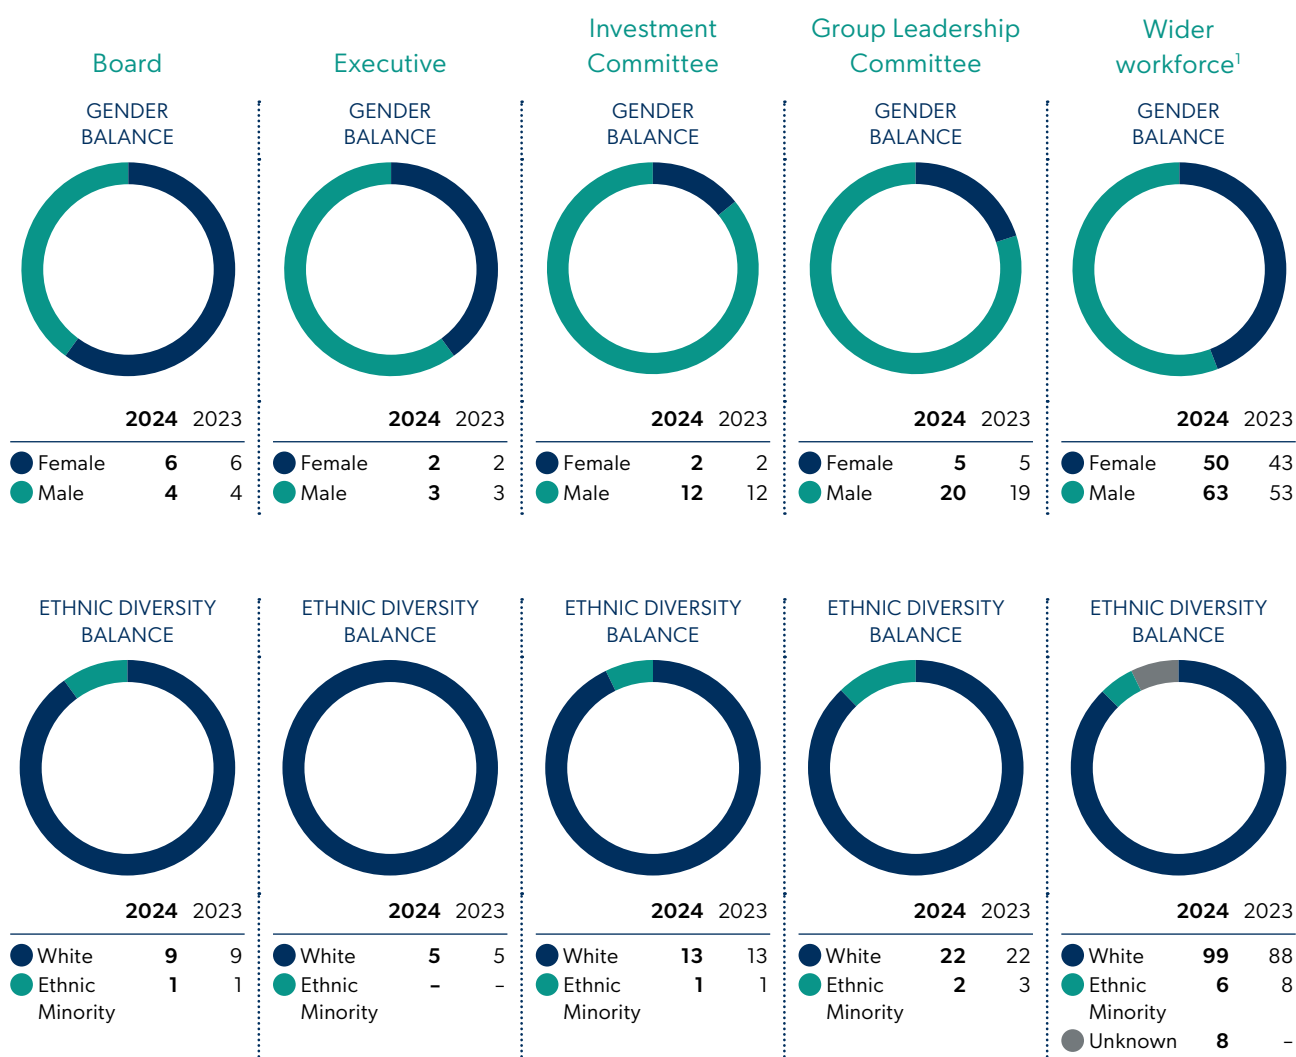 Board
Executive
Investment
Committee
Group Leadership
Committee
Wider
workforce¹
GENDER
BALANCE
GENDER
BALANCE
GENDER
BALANCE
GENDER
BALANCE
GENDER
BALANCE
2024 2023
Female 6 6
Male 4 4
2024 2023
Female 2 2
Male 3 3
2024 2023
Female 2 2
Male 12 12
2024 2023
Female 5 5
Male 20 19
2024 2023
Female 50 43
Male 63 53
ETHNIC DIVERSITY
BALANCE
ETHNIC DIVERSITY
BALANCE
ETHNIC DIVERSITY
BALANCE
ETHNIC DIVERSITY
BALANCE
ETHNIC DIVERSITY
BALANCE
2024 2023
White 9 9
Ethnic 1 1
Minority
2024 2023
White 5 5
Ethnic – –
Minority
2024 2023
White 13 13
Ethnic 1 1
Minority
2024 2023
White 22 22
Ethnic 2 3
Minority
2024 2023
White 99 88
Ethnic 6 8
Minority
Unknown 8 –